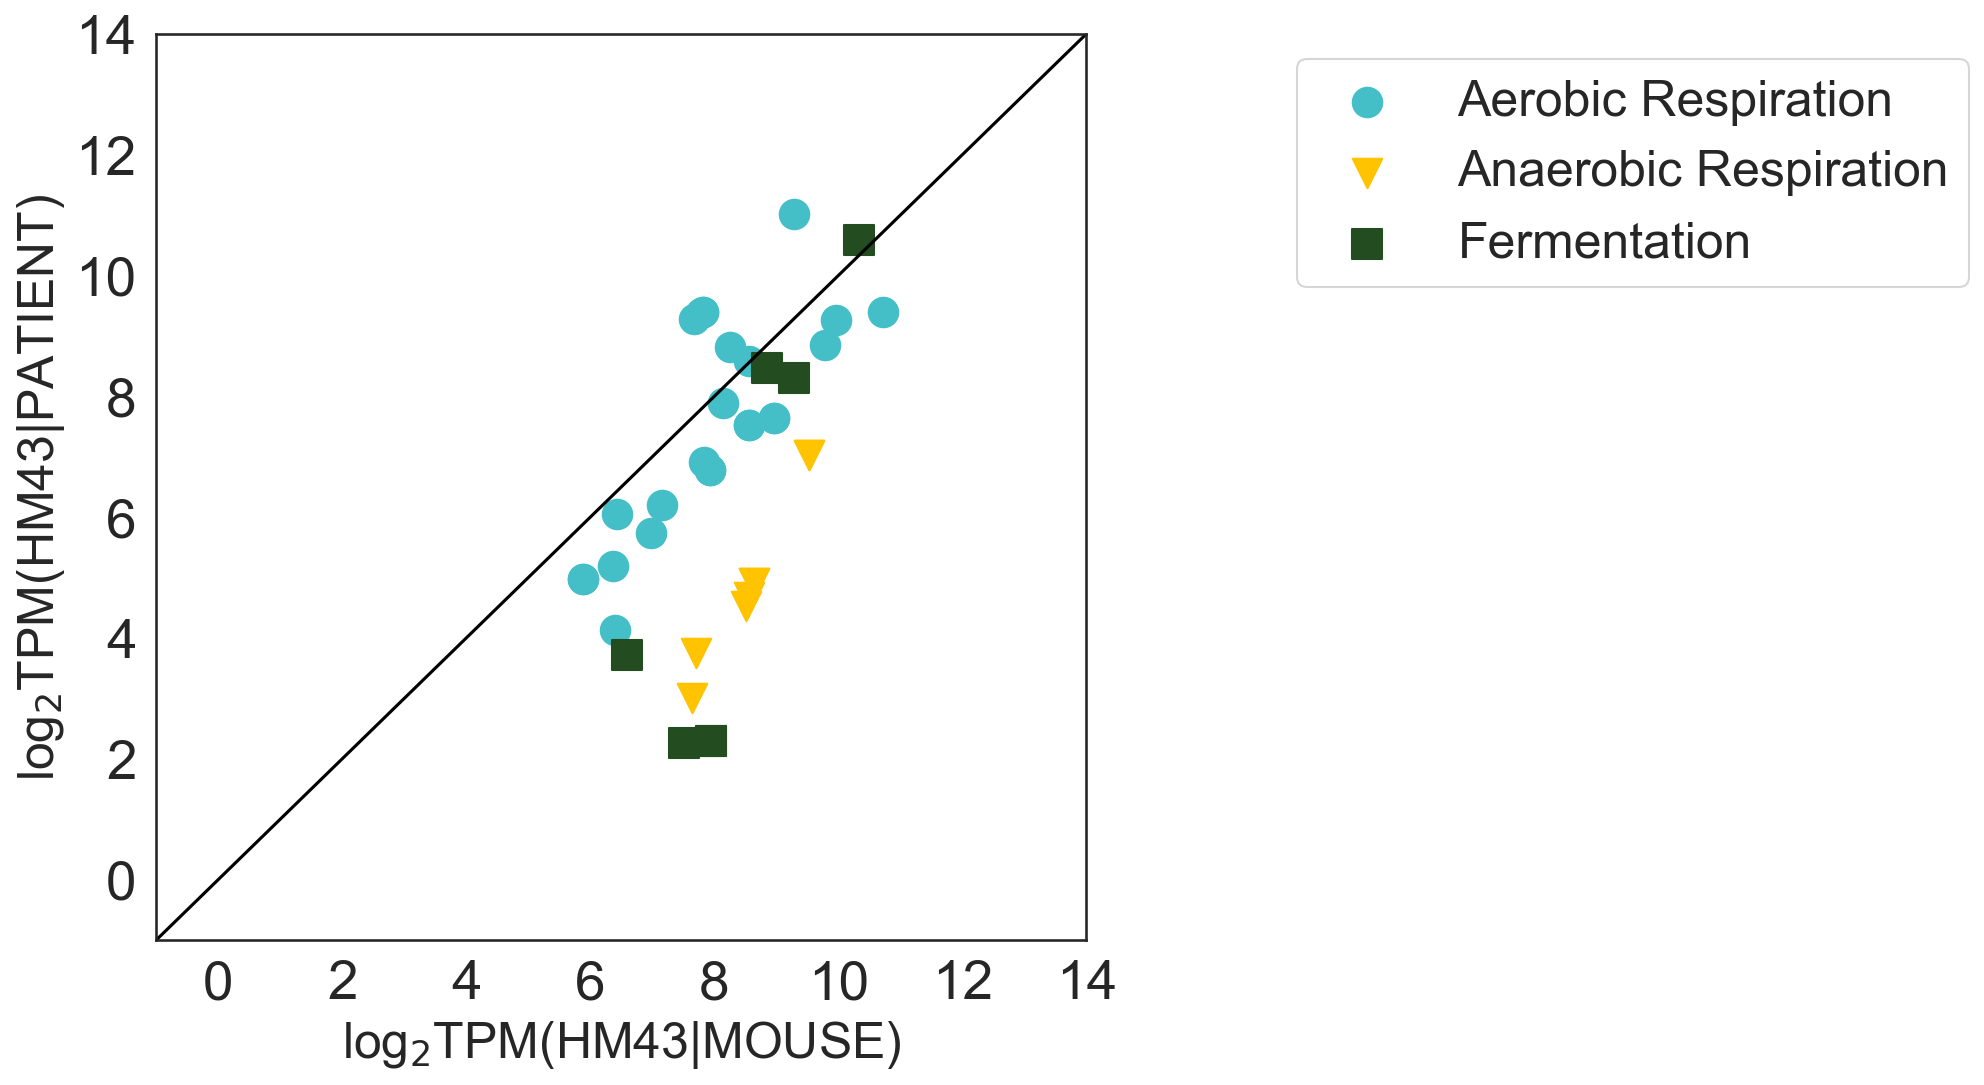 14
12
10
8
6
4
2
0
log₂TPM(HM43|PATIENT)
0 2 4 6 8 10 12 14
log₂TPM(HM43|MOUSE)
Aerobic Respiration
Anaerobic Respiration
Fermentation